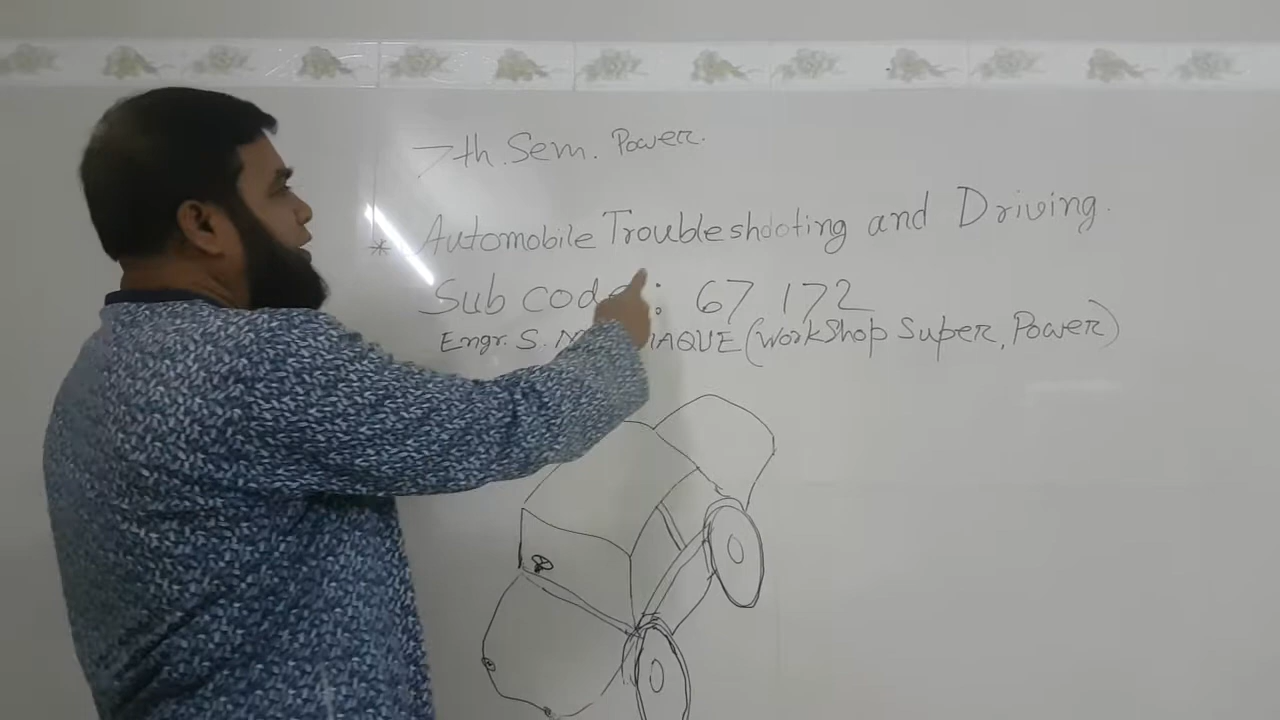 7th. Sem. Power.
* Automobile Troubleshooting and Driving.
Sub code: 67 172
Engr. S. (Workshop Super, Power)